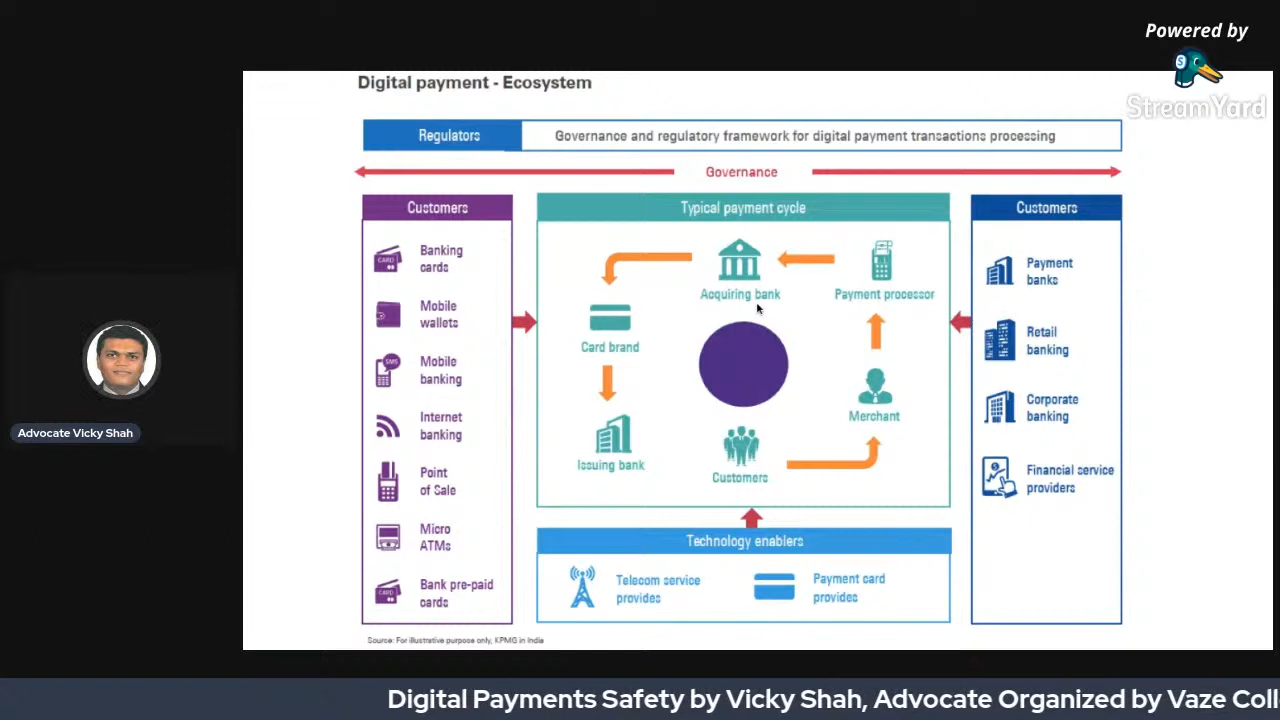 Powered by
StreamYard
Digital payment - Ecosystem
Regulators
Governance and regulatory framework for digital payment transactions processing
Governance
Customers
Banking
cards
Mobile
wallets
Mobile
banking
Internet
banking
Point
of Sale
Micro
ATMs
Bank pre-paid
cards
Typical payment cycle
Acquiring bank
Payment processor
Card brand
Merchant
Issuing bank
Customers
Technology enablers
Telecom service
provides
Payment card
provides
Customers
Payment
banks
Retail
banking
Corporate
banking
Financial service
providers
CARD
SMS
CARD
Source: For illustrative purpose only, KPMG in India
Advocate Vicky Shah
Digital Payments Safety by Vicky Shah, Advocate Organized by Vaze Coll